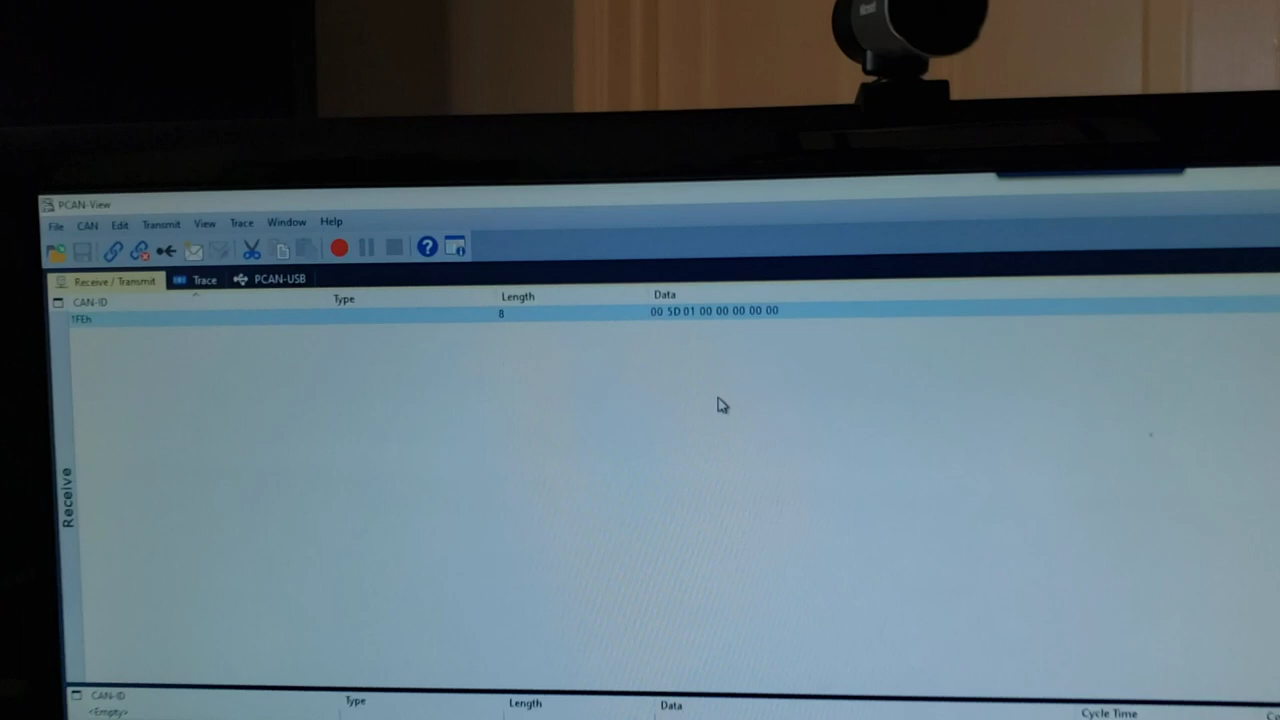 PCAN-View
File CAN Edit Transmit View Trace Window Help
Receive / Transmit Trace PCAN-USB
CAN-ID Type Length Data
1FEh 8 00 5D 01 00 00 00 00 00
Receive
CAN-ID Type Length Data Cycle Time
<Empty>